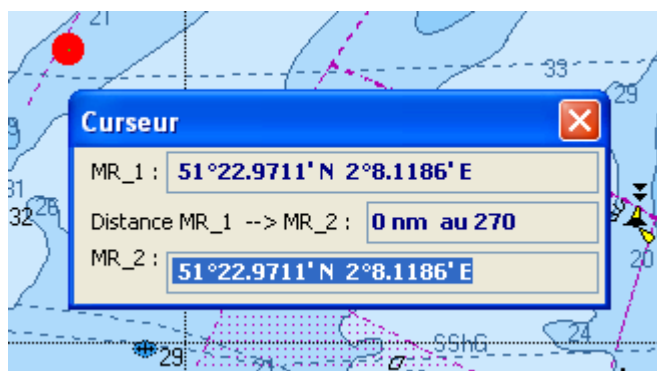 21
33
29
Curseur
MR_1 : 51°22.9711' N 2°8.1186' E
31
32
26
Distance MR_1 --> MR_2 : 0 nm au 270
MR_2 : 51°22.9711' N 2°8.1186' E
20
SShG
24
29